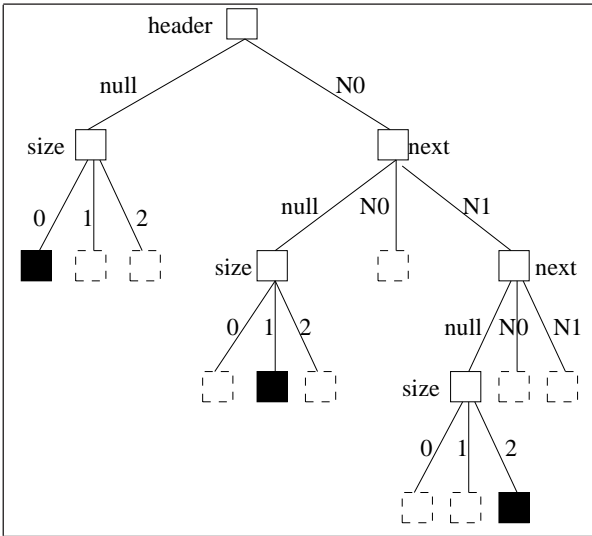 header
null N0
size next
0 1 2 null N0 N1
size next
0 1 2 null N0 N1
size
0 1 2